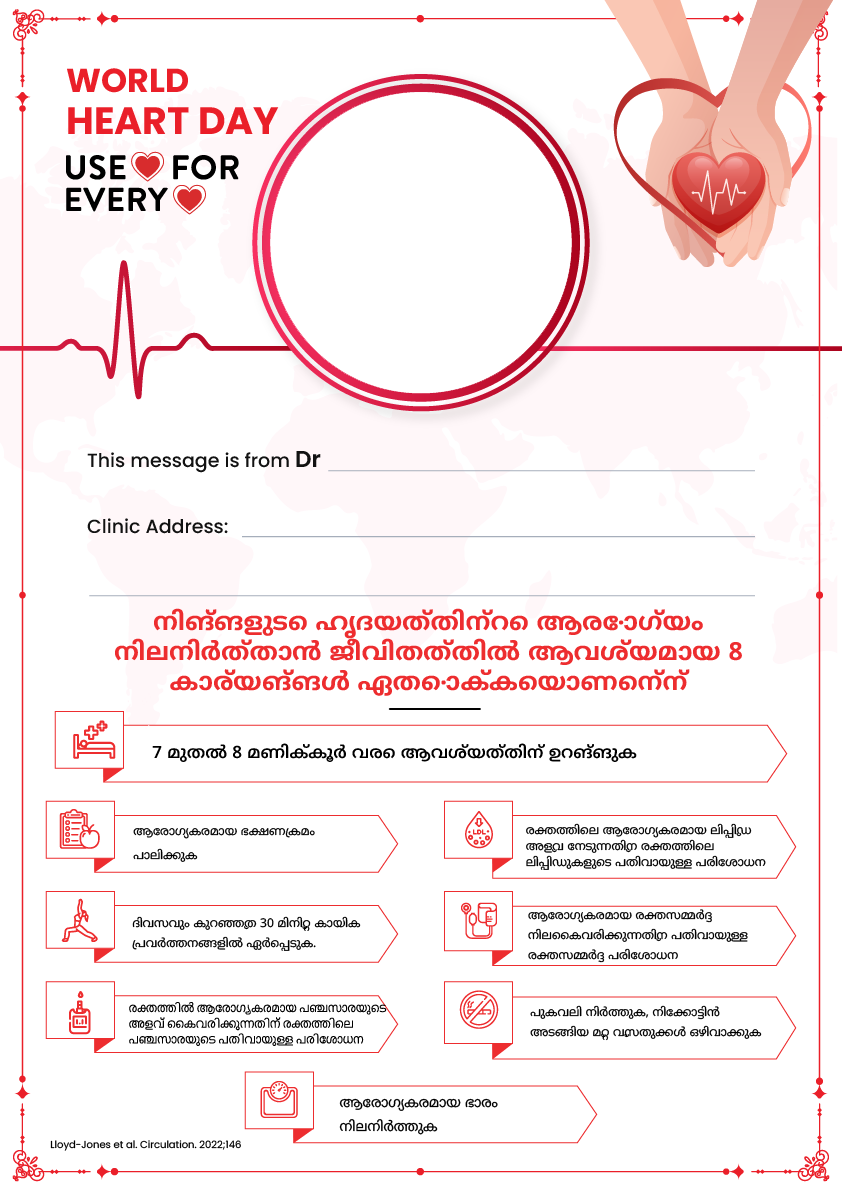 WORLD
HEART DAY
USE FOR
EVERY
This message is from Dr
Clinic Address:
നിങ്ങളുടെ ഹൃദയത്തിന്റെ ആരോഗ്യം
നിലനിർത്താൻ ജീവിതത്തിൽ ആവശ്യമായ 8
കാര്യങ്ങൾ ഏതൊക്കെയാണെന്ന്
7 മുതൽ 8 മണിക്കൂർ വരെ ആവശ്യത്തിന് ഉറങ്ങുക
ആരോഗ്യകരമായ ഭക്ഷണക്രമം
പാലിക്കുക
രക്തത്തിലെ ആരോഗ്യകരമായ ലിപ്പിഡ്ര
അളവ്ര നേടുന്നതിന്ര രക്തത്തിലെ
ലിപ്പിഡുകളുടെ പതിവായുള്ള പരിശോധന
LDL
ദിവസവും കുറഞ്ഞത്ര 30 മിനിറ്റ കായിക
പ്രവർത്തനങ്ങളിൽ ഏർപ്പെടുക.
ആരോഗ്യകരമായ രക്തസമ്മർദ്ദ
നിലകൈവരിക്കുന്നതിന്ര പതിവായുള്ള
രക്തസമ്മർദ്ദ പരിശോധന
രക്തത്തിൽ ആരോഗ്യകരമായ പഞ്ചസാരയുടെ
അളവ് കൈവരിക്കുന്നതിന് രക്തത്തിലെ
പഞ്ചസാരയുടെ പതിവായുള്ള പരിശോധന
പുകവലി നിർത്തുക, നിക്കോട്ടിൻ
അടങ്ങിയ മറ്റ വസ്രതുക്കൾ ഒഴിവാക്കുക
ആരോഗ്യകരമായ ഭാരം
നിലനിർത്തുക
Lloyd-Jones et al. Circulation. 2022;146